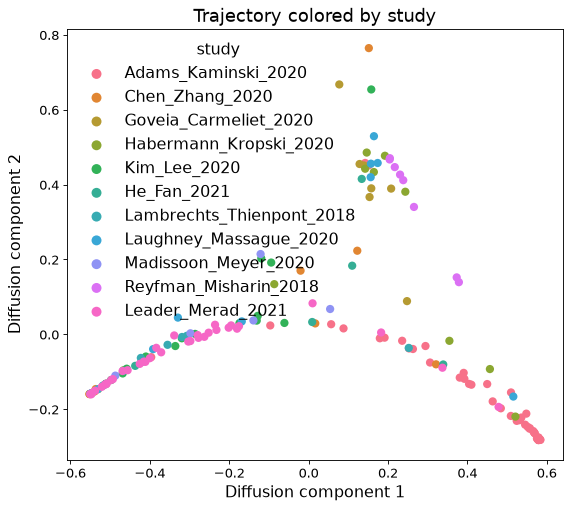 Trajectory colored by study
0.8
0.6
0.4
0.2
0.0
−0.2
Diffusion component 2
study
Adams_Kaminski_2020
Chen_Zhang_2020
Goveia_Carmeliet_2020
Habermann_Kropski_2020
Kim_Lee_2020
He_Fan_2021
Lambrechts_Thienpont_2018
Laughney_Massague_2020
Madissoon_Meyer_2020
Reyfman_Misharin_2018
Leader_Merad_2021
−0.6 −0.4 −0.2 0.0 0.2 0.4 0.6
Diffusion component 1